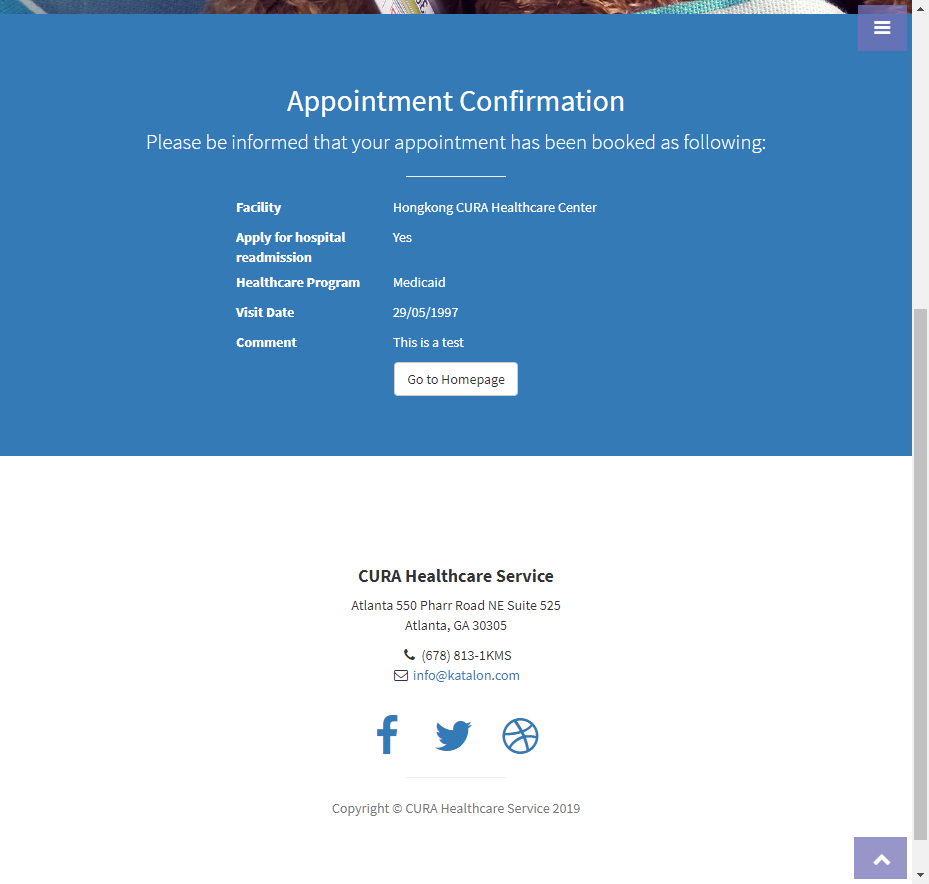 Appointment Confirmation
Please be informed that your appointment has been booked as following:
Facility Hongkong CURA Healthcare Center
Apply for hospital readmission Yes
Healthcare Program Medicaid
Visit Date 29/05/1997
Comment This is a test
Go to Homepage
CURA Healthcare Service
Atlanta 550 Pharr Road NE Suite 525
Atlanta, GA 30305
(678) 813-1KMS
info@katalon.com
Copyright © CURA Healthcare Service 2019